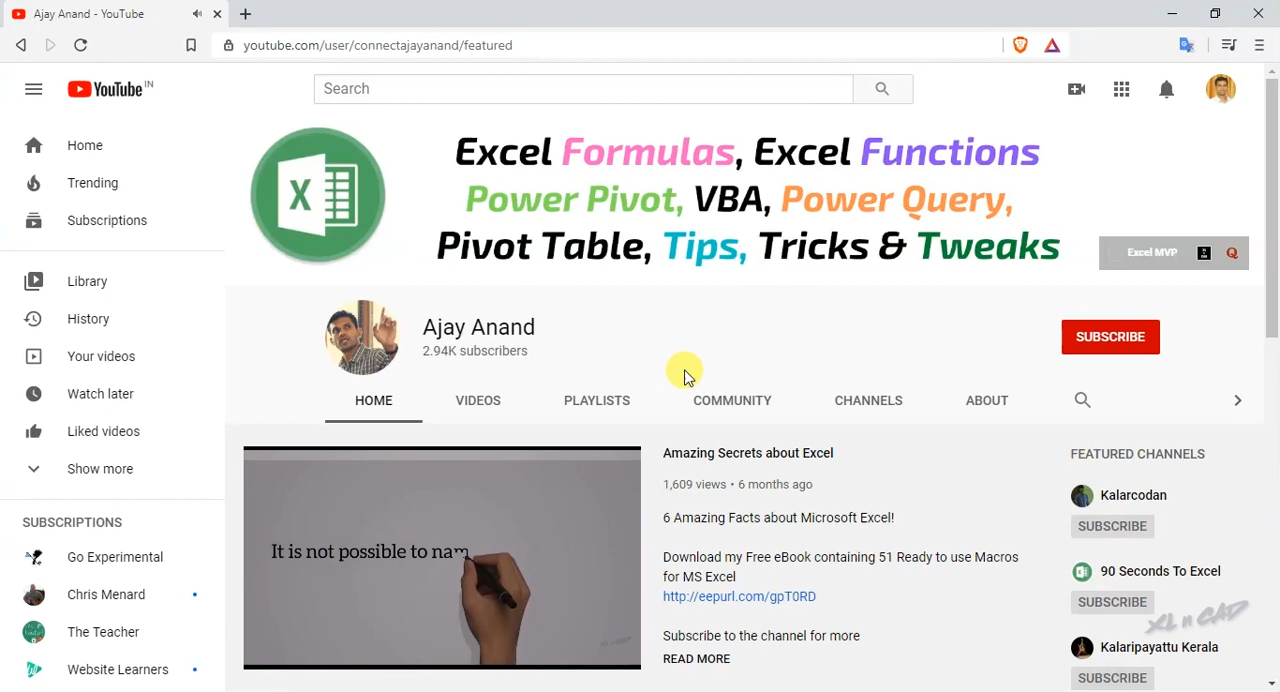 Ajay Anand - YouTube
youtube.com/user/connectajayanand/featured
YouTube IN
Search
Home
Trending
Subscriptions
Library
History
Your videos
Watch later
Liked videos
Show more
SUBSCRIPTIONS
Go Experimental
Chris Menard
The Teacher
Website Learners
Excel Formulas, Excel Functions
Power Pivot, VBA, Power Query,
Pivot Table, Tips, Tricks & Tweaks
Excel MVP
Ajay Anand
2.94K subscribers
SUBSCRIBE
HOME VIDEOS PLAYLISTS COMMUNITY CHANNELS ABOUT
It is not possible to nam
Amazing Secrets about Excel
1,609 views • 6 months ago
6 Amazing Facts about Microsoft Excel!
Download my Free eBook containing 51 Ready to use Macros
for MS Excel
http://eepurl.com/gpT0RD
Subscribe to the channel for more
READ MORE
FEATURED CHANNELS
Kalarcodan
SUBSCRIBE
90 Seconds To Excel
SUBSCRIBE
XL n CAD
Kalaripayattu Kerala
SUBSCRIBE